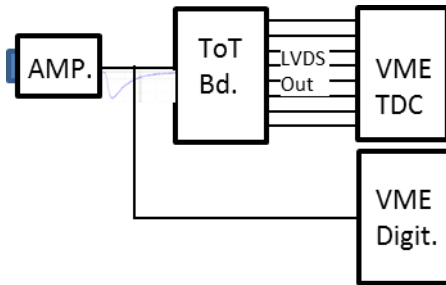 AMP.
ToT
Bd.
LVDS
Out
VME
TDC
VME
Digit.